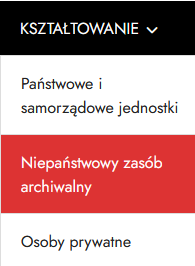 KSZTAŁTOWANIE
Państwowe i
samorządowe jednostki
Niepaństwowy zasób
archiwalny
Osoby prywatne